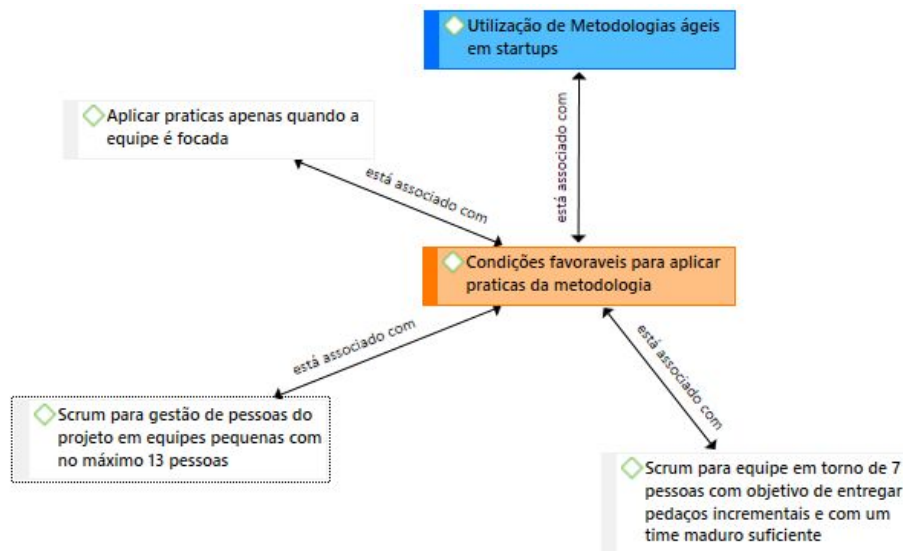 Utilização de Metodologias ágeis
em startups
Aplicar praticas apenas quando a
equipe é focada
está associado com
está associado com
Condições favoraveis para aplicar
praticas da metodologia
está associado com
está associado com
Scrum para gestão de pessoas do
projeto em equipes pequenas com
no máximo 13 pessoas
Scrum para equipe em torno de 7
pessoas com objetivo de entregar
pedaços incrementais e com um
time maduro suficiente